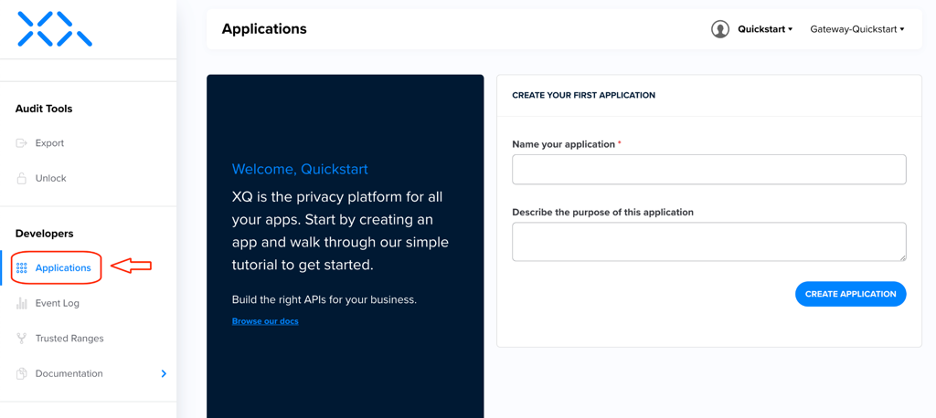 Applications
Quickstart
Gateway-Quickstart
Audit Tools
Export
Unlock
Developers
Applications
Event Log
Trusted Ranges
Documentation
Welcome, Quickstart
XQ is the privacy platform for all
your apps. Start by creating an
app and walk through our simple
tutorial to get started.
Build the right APIs for your business.
Browse our docs
CREATE YOUR FIRST APPLICATION
Name your application *
Describe the purpose of this application
CREATE APPLICATION